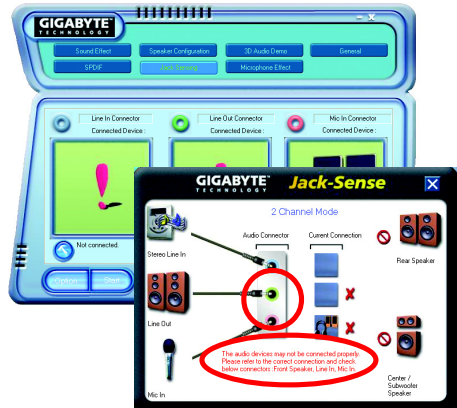 GIGABYTE
TECHNOLOGY
Sound Effect
Speaker Configuration
3D Audio Demo
General
SPDIF
Jack Sensing
Microphone Effect
Line In Connector
Connected Device :
Line Out Connector
Connected Device :
Mic In Connector
Connected Device :
Not connected.
Option
Start
GIGABYTE™
TECHNOLOGY
Jack-Sense
2 Channel Mode
Audio Connector
Current Connection
Stereo Line In
Rear Speaker
Line Out
The audio devices may not be connected properly.
Please refer to the correct connection and check
below connectors :Front Speaker, Line In, Mic In
Mic In
Center /
Subwoofer
Speaker